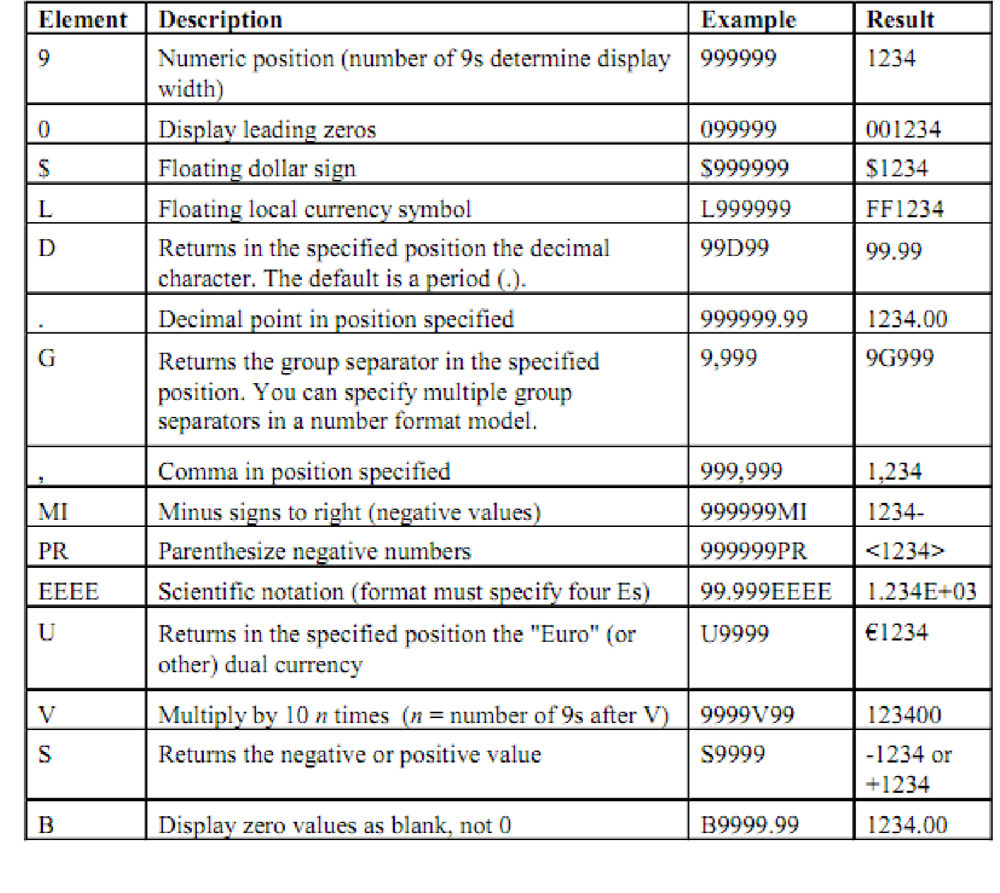 Element Description Example Result
9 Numeric position (number of 9s determine display 999999 1234
width)
0 Display leading zeros 099999 001234
$ Floating dollar sign $999999 $1234
L Floating local currency symbol L999999 FF1234
D Returns in the specified position the decimal 99D99 99.99
character. The default is a period (.).
. Decimal point in position specified 999999.99 1234.00
G Returns the group separator in the specified 9,999 9G999
position. You can specify multiple group
separators in a number format model.
, Comma in position specified 999,999 1,234
MI Minus signs to right (negative values) 999999MI 1234-
PR Parenthesize negative numbers 999999PR <1234>
EEEE Scientific notation (format must specify four Es) 99.999EEEE 1.234E+03
U Returns in the specified position the "Euro" (or U9999 €1234
other) dual currency
V Multiply by 10 n times (n = number of 9s after V) 9999V99 123400
S Returns the negative or positive value S9999 -1234 or
+1234
B Display zero values as blank, not 0 B9999.99 1234.00